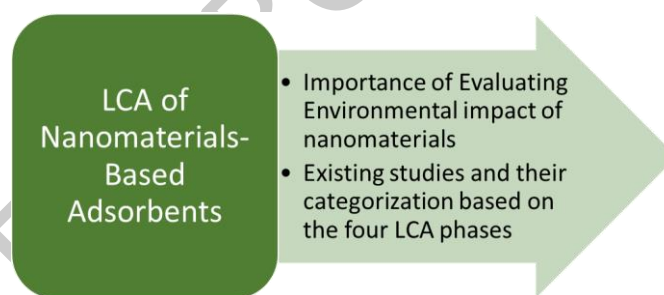 LCA of
Nanomaterials-
Based
Adsorbents
• Importance of Evaluating
Environmental impact of
nanomaterials
• Existing studies and their
categorization based on
the four LCA phases